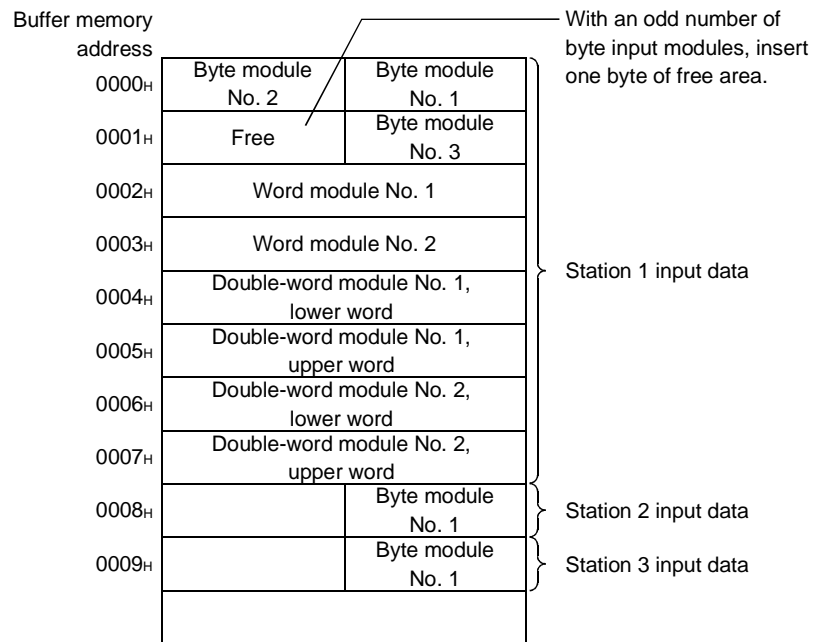 Buffer memory
address
With an odd number of
byte input modules, insert
one byte of free area.
0000H
Byte module
No. 2
Byte module
No. 1
0001H
Free
Byte module
No. 3
0002H
Word module No. 1
0003H
Word module No. 2
Station 1 input data
0004H
Double-word module No. 1,
lower word
0005H
Double-word module No. 1,
upper word
0006H
Double-word module No. 2,
lower word
0007H
Double-word module No. 2,
upper word
0008H
Byte module
No. 1
Station 2 input data
0009H
Byte module
No. 1
Station 3 input data